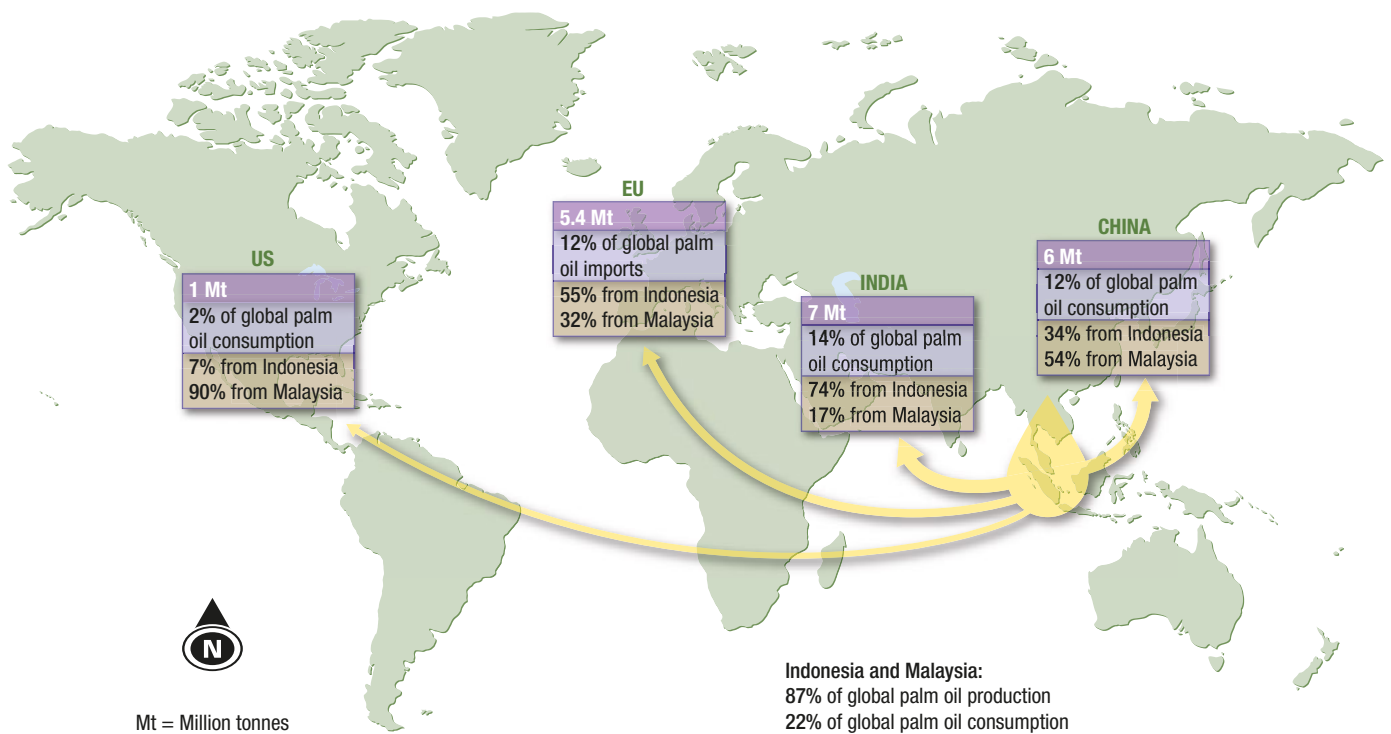 EU
5.4 Mt
12% of global palm
oil imports
55% from Indonesia
32% from Malaysia
CHINA
6 Mt
12% of global palm
oil consumption
34% from Indonesia
54% from Malaysia
US
1 Mt
2% of global palm
oil consumption
7% from Indonesia
90% from Malaysia
INDIA
7 Mt
14% of global palm
oil consumption
74% from Indonesia
17% from Malaysia
N
Mt = Million tonnes
Indonesia and Malaysia:
87% of global palm oil production
22% of global palm oil consumption